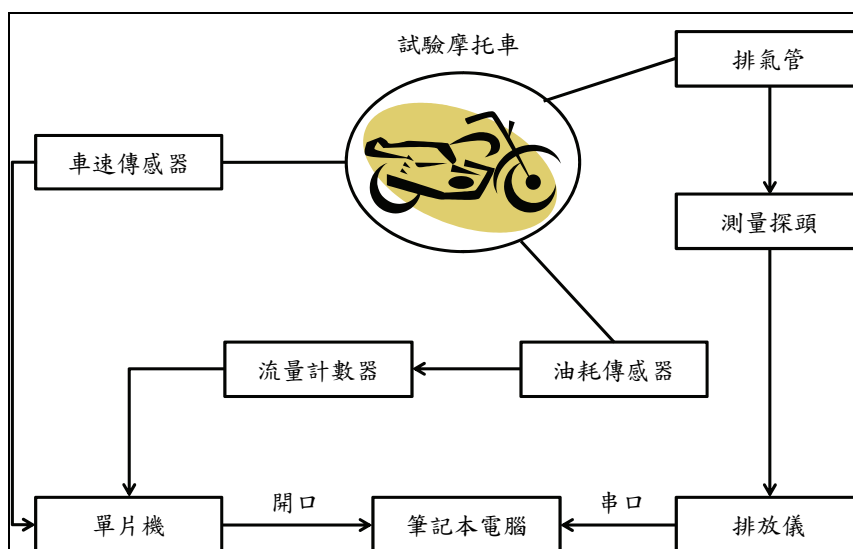 試驗摩托車
排氣管
車速傳感器
測量探頭
流量計數器
油耗傳感器
單片機
開口
筆記本電腦
串口
排放儀